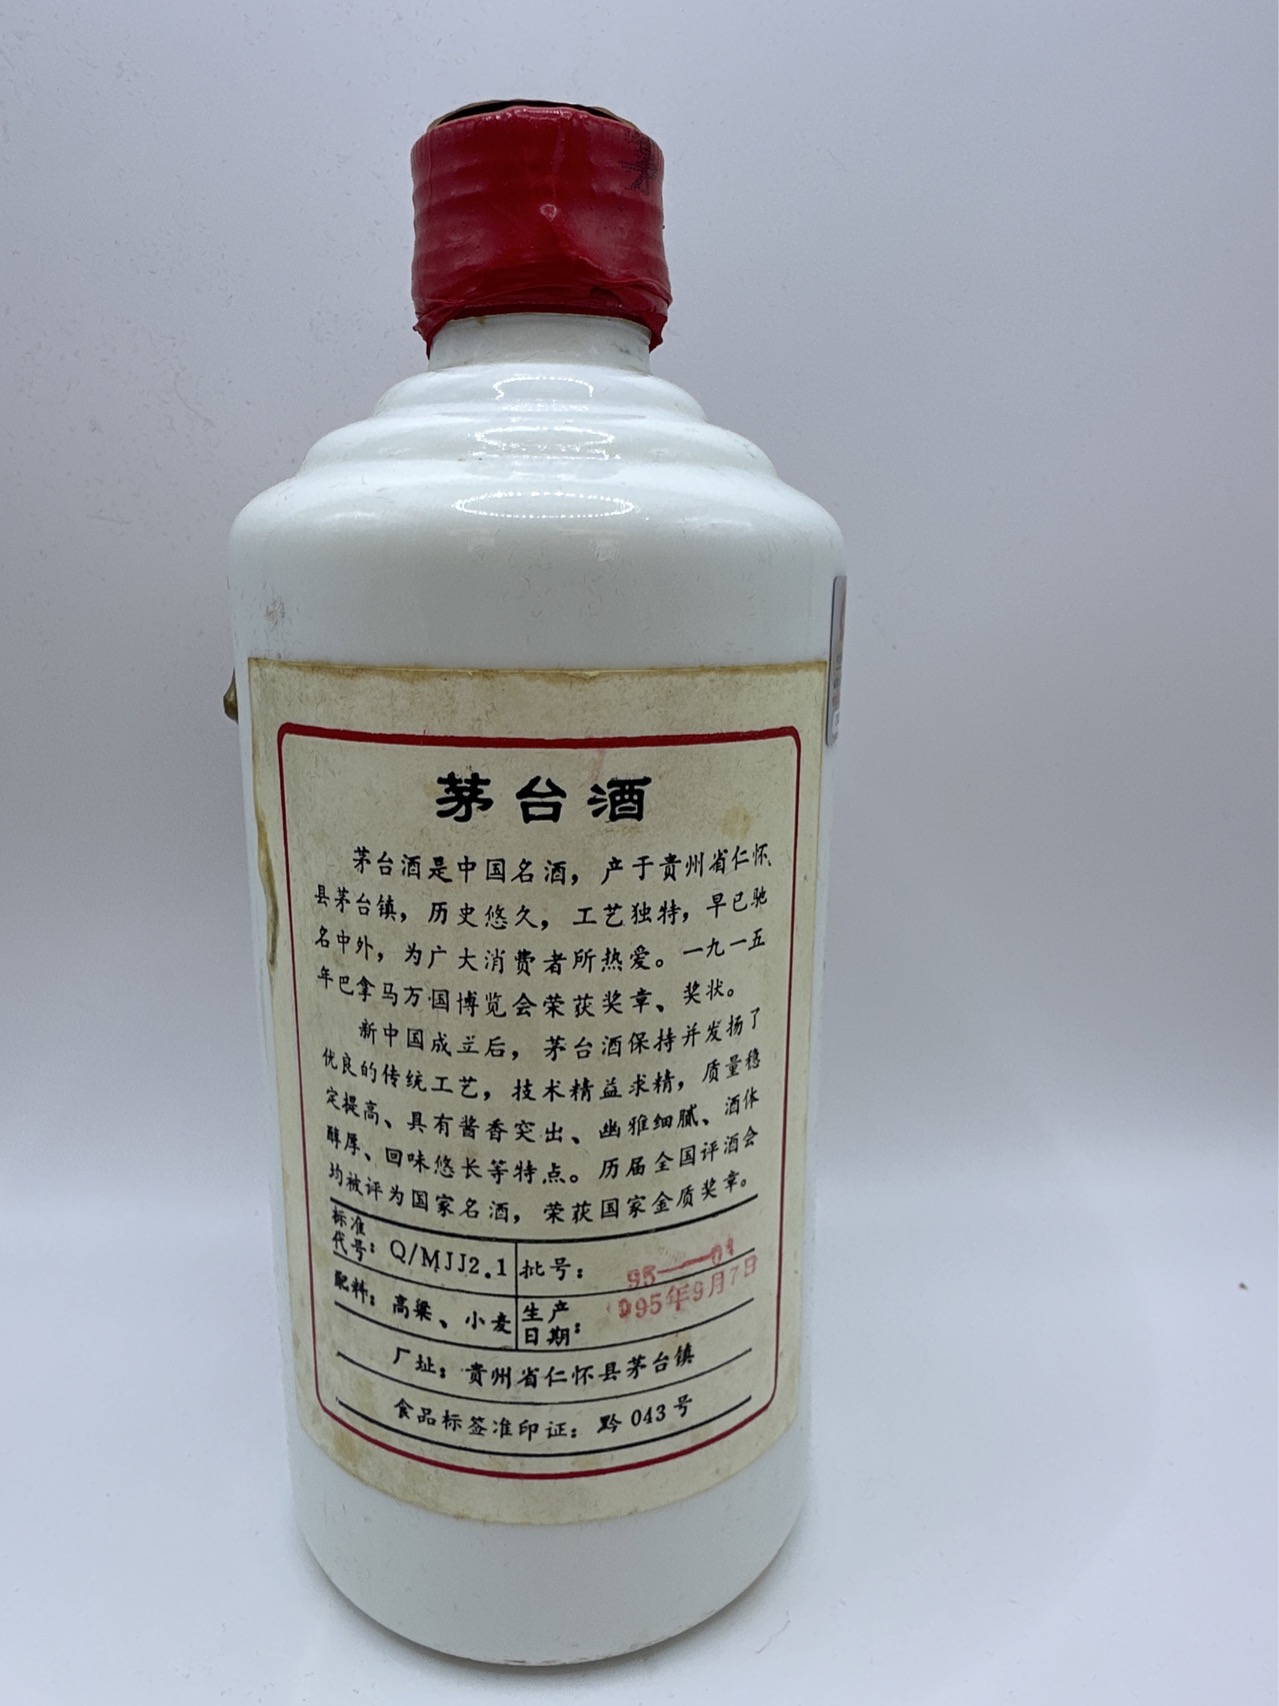 茅台酒
茅台酒是中国名酒，产于贵州省仁怀
县茅台镇，历史悠久，工艺独特，早已驰
名中外，为广大消费者所热爱。一九一五
年巴拿马万国博览会荣获奖章、奖状。
新中国成立后，茅台酒保持并发扬了
优良的传统工艺，技术精益求精，质量稳
定提高、具有酱香突出、幽雅细腻、酒体
醇厚、回味悠长等特点。历届全国评酒会
均被评为国家名酒，荣获国家金质奖章。
标准代号：Q/MJJ2.1 批号：95—01
配料：高粱、小麦 生产日期：995年9月7日
厂址：贵州省仁怀县茅台镇
食品标签准印证：黔 043 号